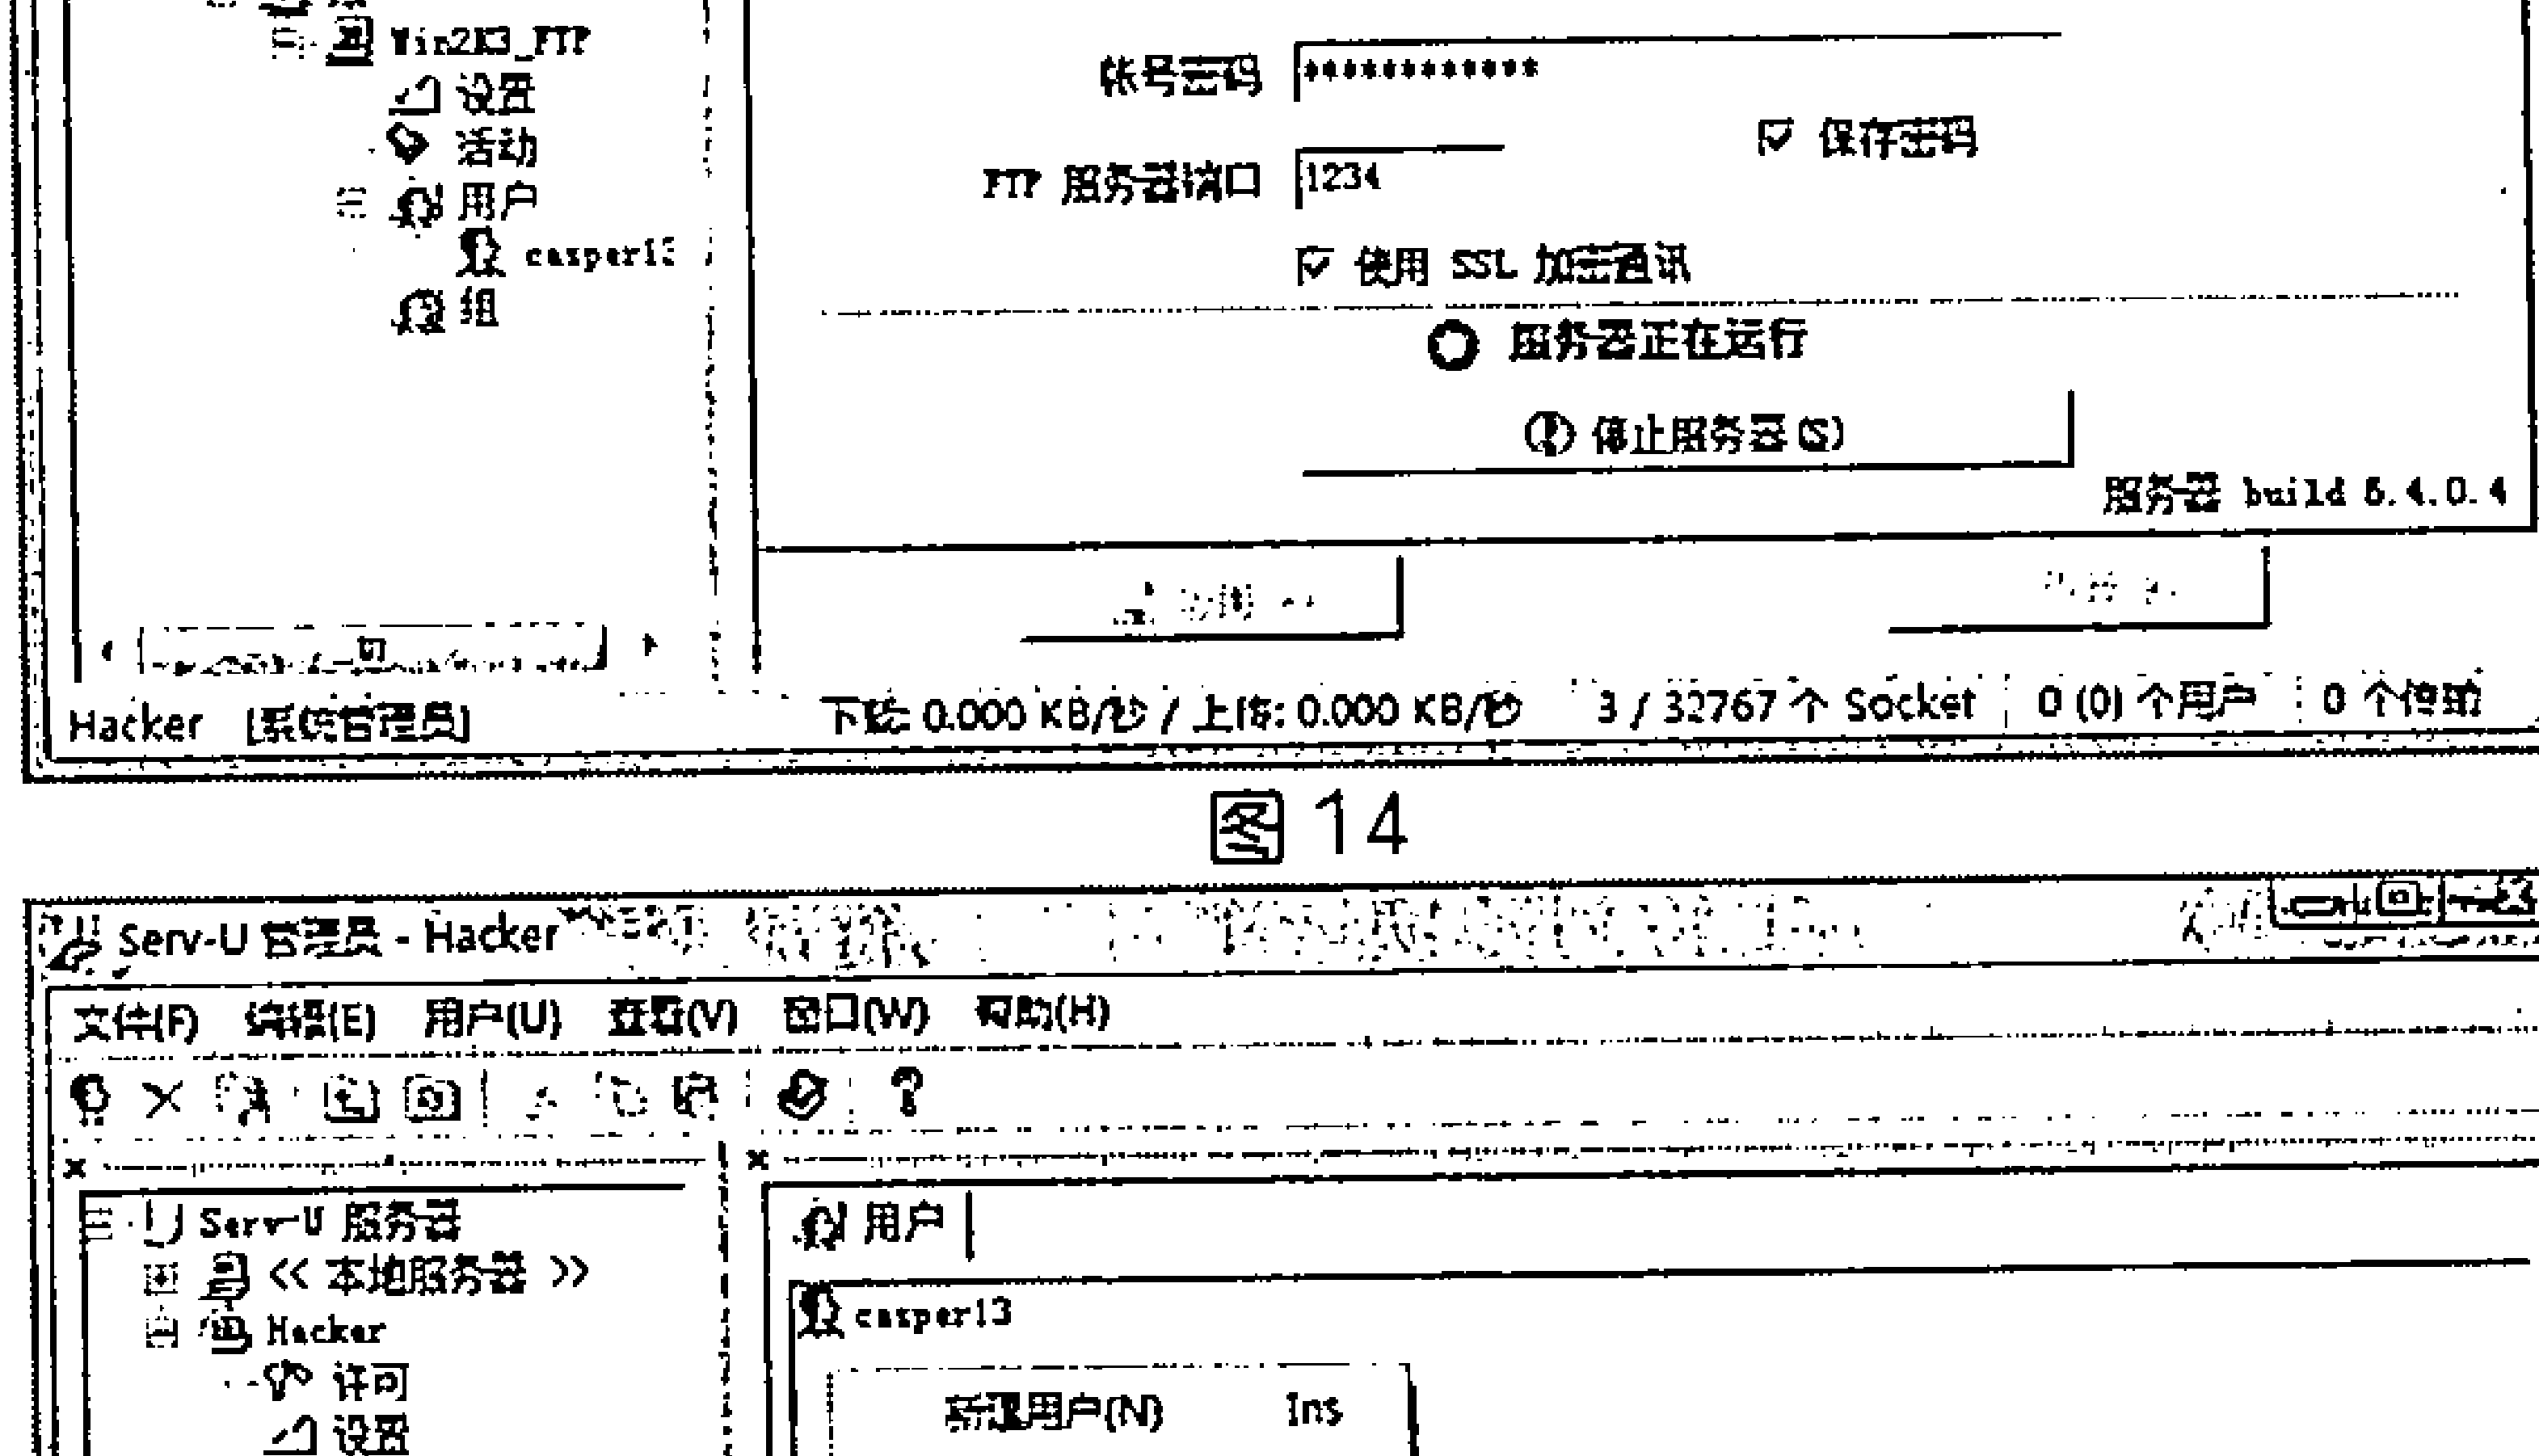 Win2K3_FTP
设置
活动
用户
casper13
组
帐号密码 ************
保存密码
FTP 服务器端口 1234
使用 SSL 加密通讯
服务器正在运行
停止服务器(S)
服务器 build 6.4.0.4
Hacker [系统管理员] 下载: 0.000 KB/秒 / 上传: 0.000 KB/秒 3 / 32767 个 Socket 0 (0) 个用户 0 个传输
图 14
Serv-U 管理员 - Hacker
文件(F) 编辑(E) 用户(U) 查看(V) 窗口(W) 帮助(H)
Serv-U 服务器
<< 本地服务器 >>
Hacker
许可
设置
用户
casper13
新建用户(N) Ins